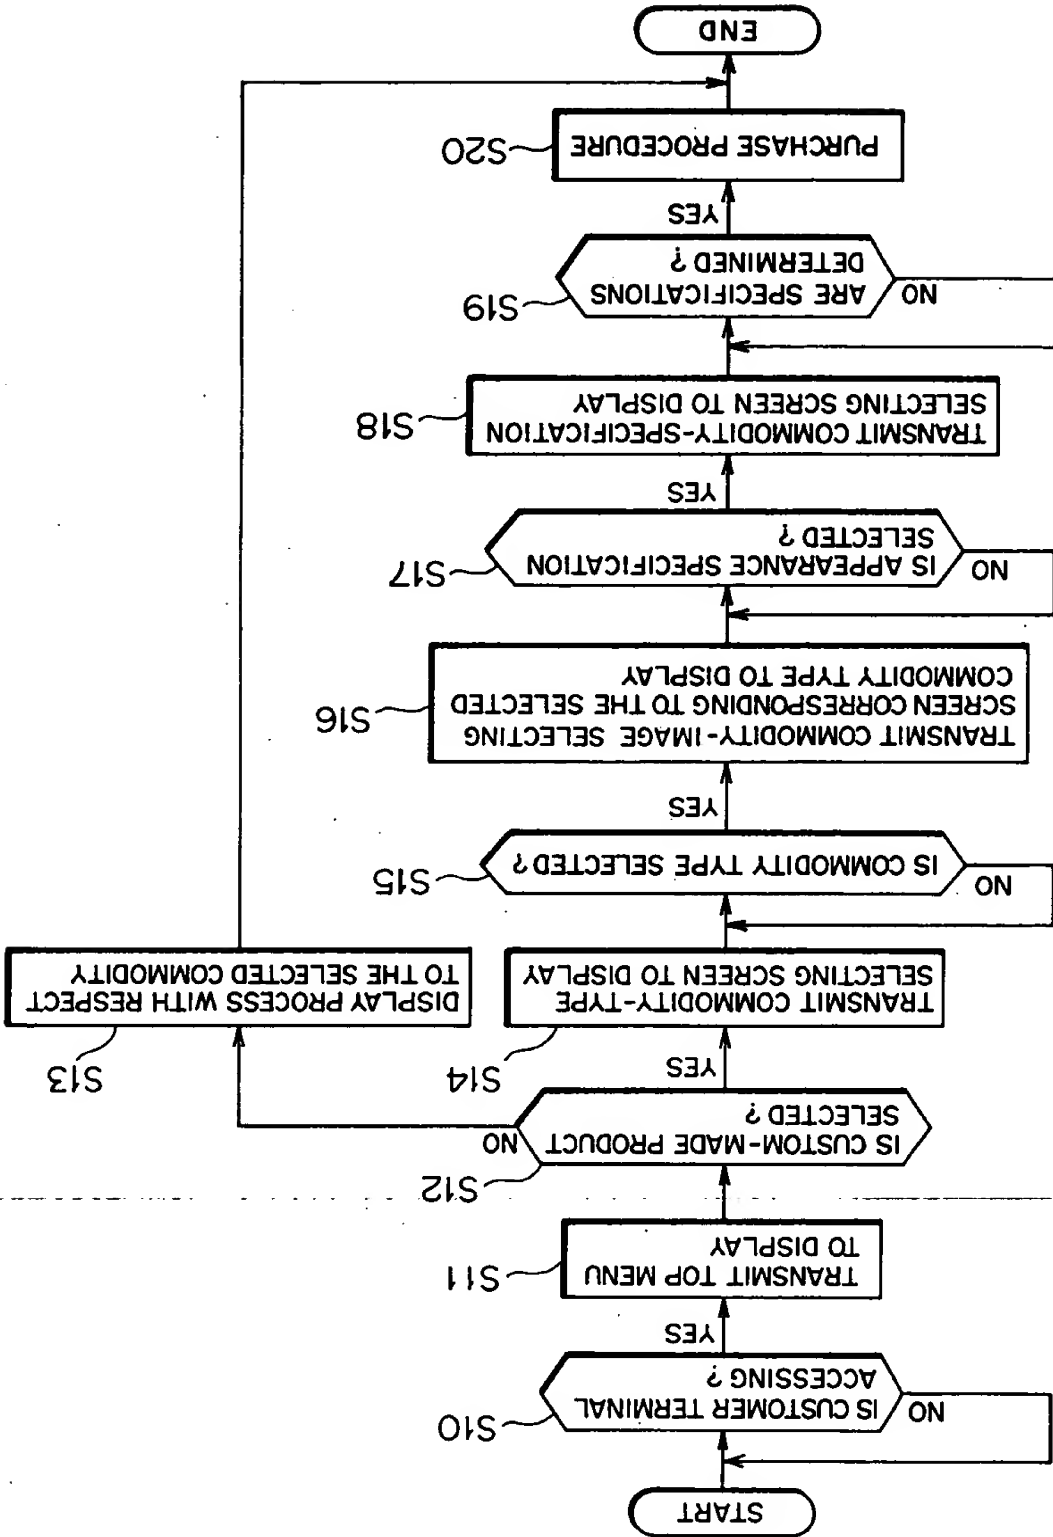 START
S10
IS CUSTOMER TERMINAL
ACCESSING ?
NO
YES
S11
TRANSMIT TOP MENU
TO DISPLAY
S12
IS CUSTOM-MADE PRODUCT
SELECTED ?
NO
YES
S13
DISPLAY PROCESS WITH RESPECT
TO THE SELECTED COMMODITY
S14
TRANSMIT COMMODITY-TYPE
SELECTING SCREEN TO DISPLAY
S15
IS COMMODITY TYPE SELECTED ?
NO
YES
S16
TRANSMIT COMMODITY-IMAGE SELECTING
SCREEN CORRESPONDING TO THE SELECTED
COMMODITY TYPE TO DISPLAY
S17
IS APPEARANCE SPECIFICATION
SELECTED ?
NO
YES
S18
TRANSMIT COMMODITY-SPECIFICATION
SELECTING SCREEN TO DISPLAY
S19
ARE SPECIFICATIONS
DETERMINED ?
NO
YES
S20
PURCHASE PROCEDURE
END